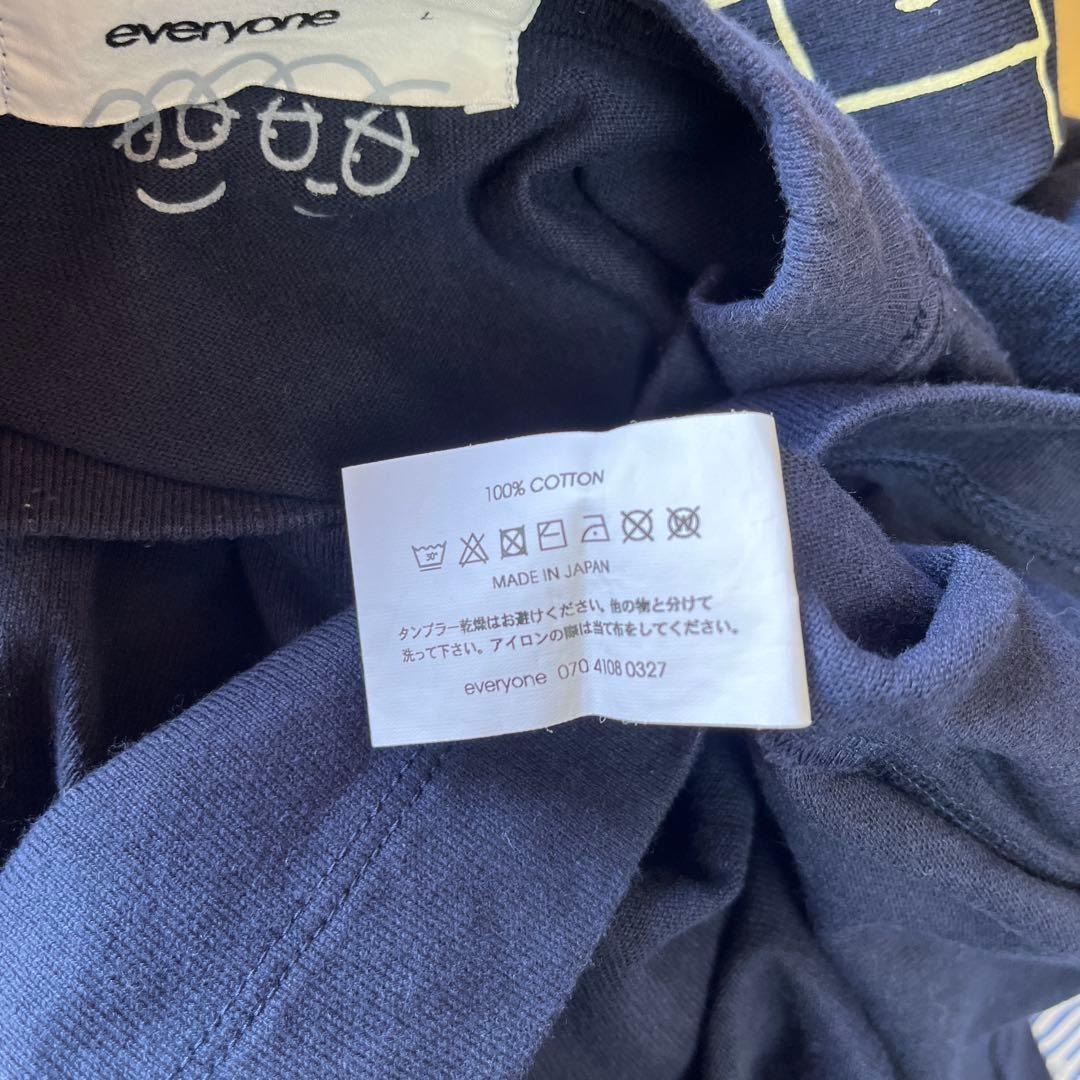 everyone
L
100% COTTON
30°
W
MADE IN JAPAN
タンブラー乾燥はお避けください。他の物と分けて
洗って下さい。アイロンの際は当て布をしてください。
everyone 070 4108 0327